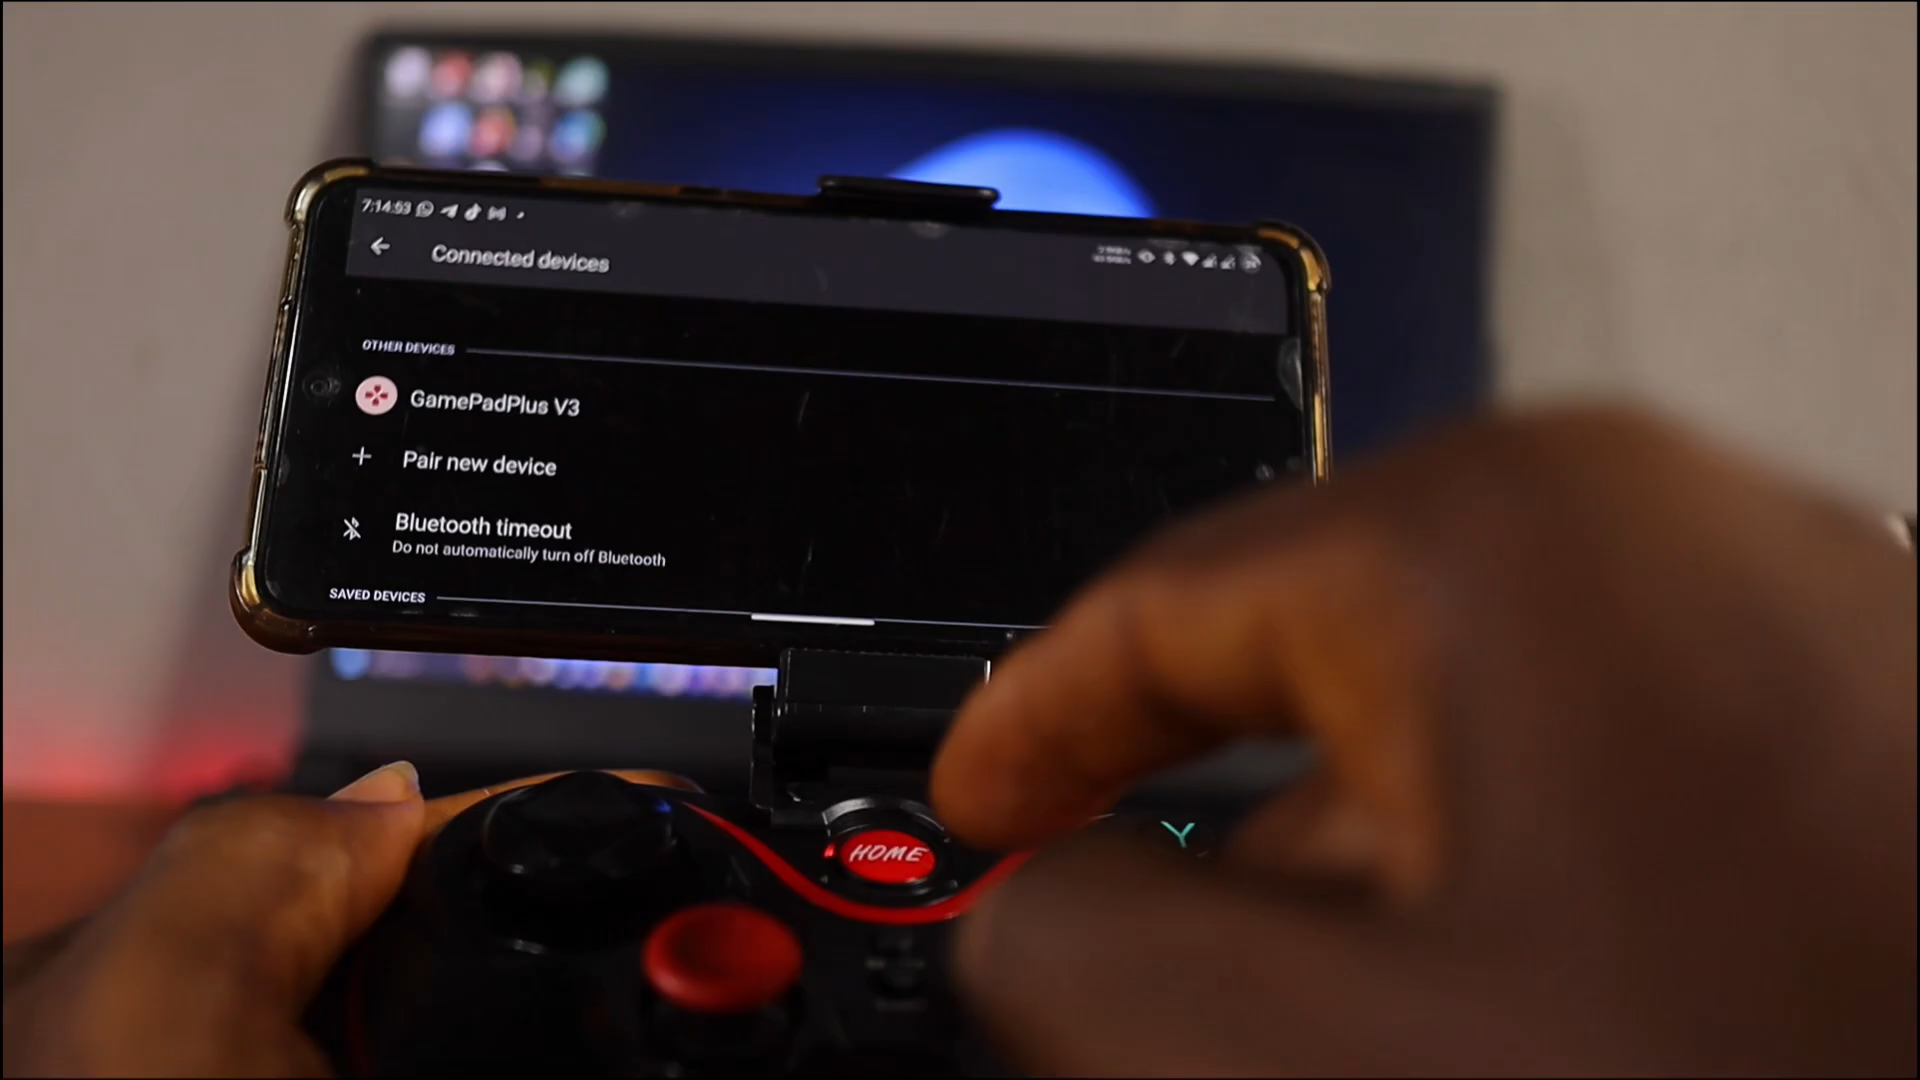 7:14:53
Connected devices
OTHER DEVICES
GamePadPlus V3
Pair new device
Bluetooth timeout
Do not automatically turn off Bluetooth
SAVED DEVICES
HOME
Y